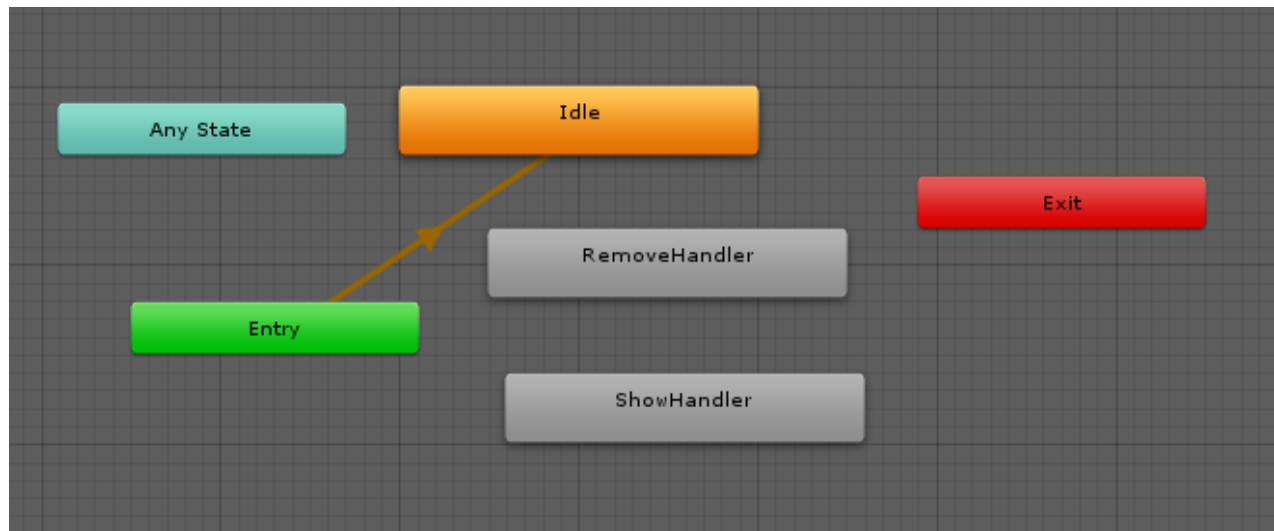 Idle
Any State
Exit
RemoveHandler
Entry
ShowHandler